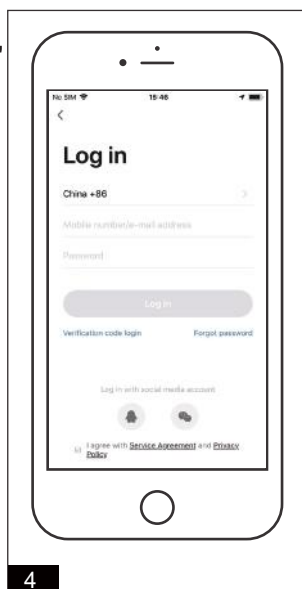 No SIM 15:46
Log in
China +86
Mobile number/e-mail address
Password
Log in
Verification code login Forgot password
Log in with social media account
I agree with Service Agreement and Privacy
Policy
4